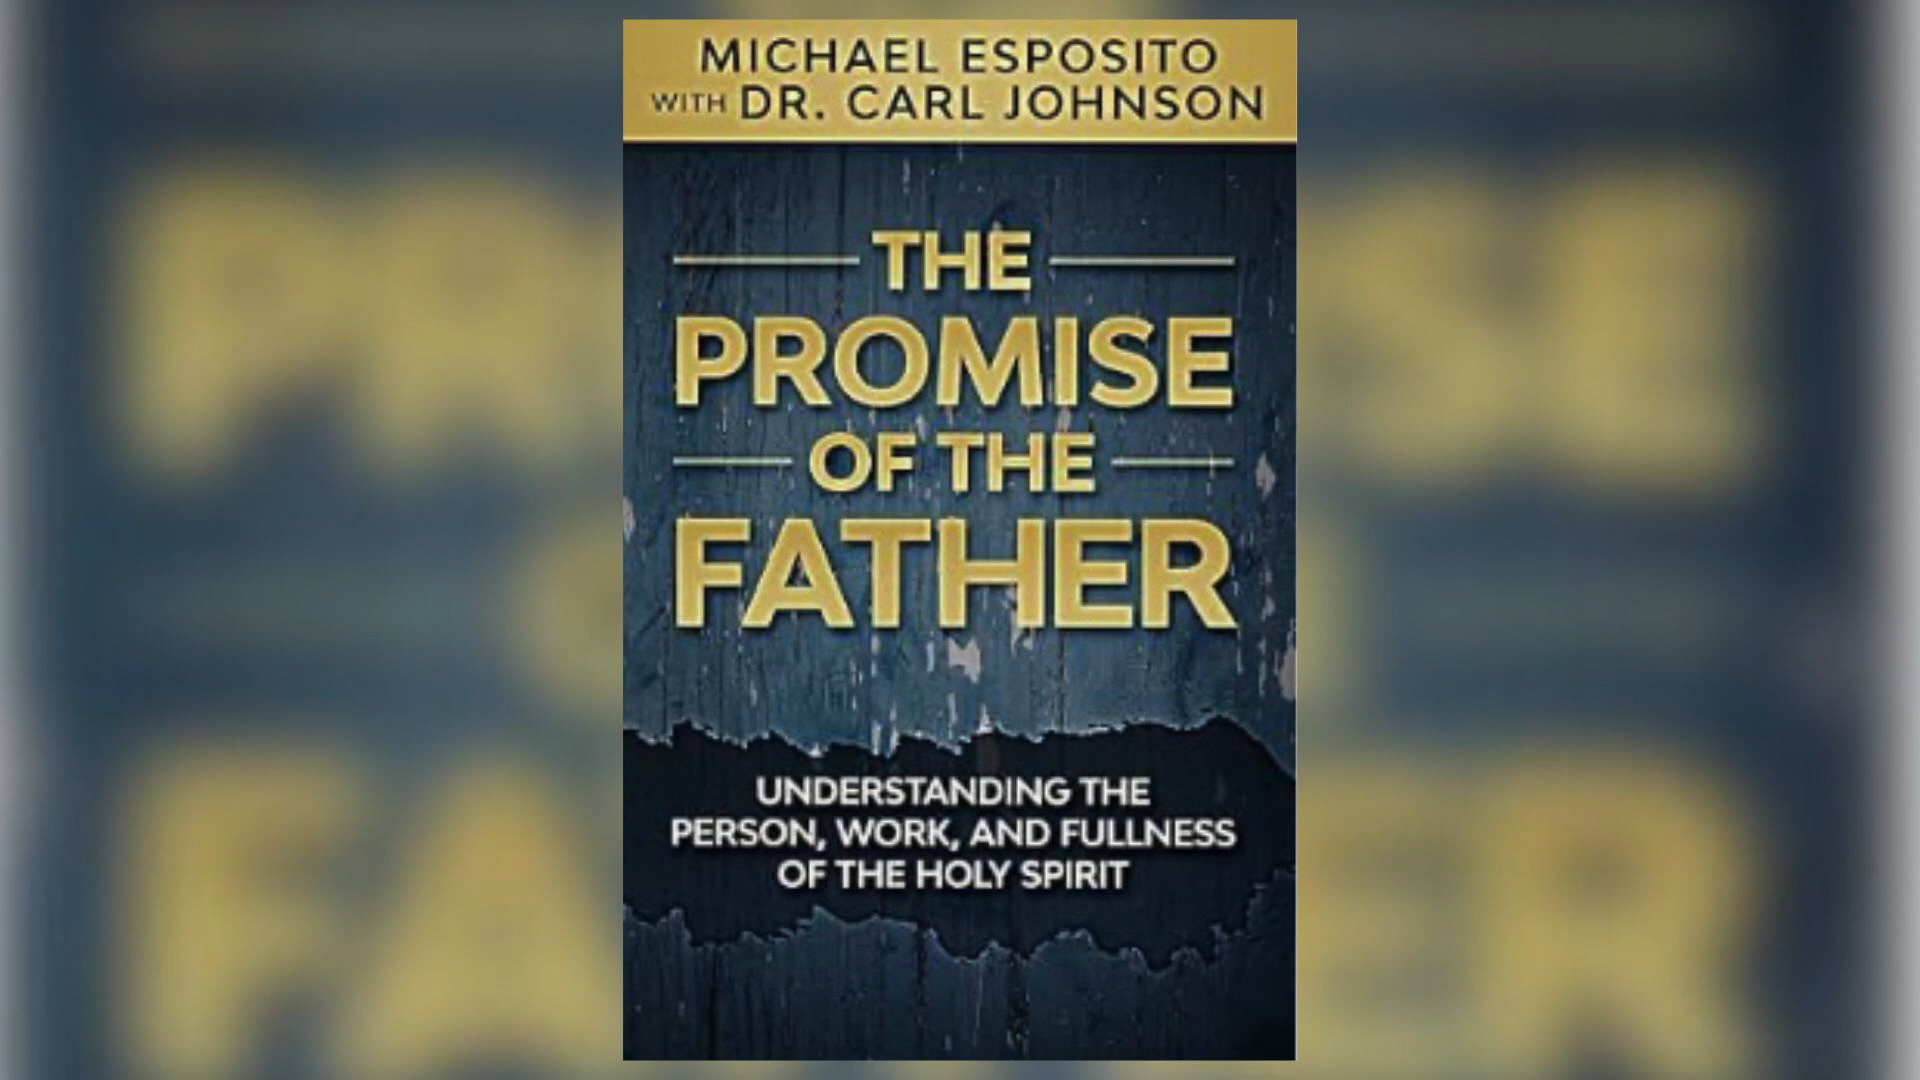 MICHAEL ESPOSITO
WITH DR. CARL JOHNSON
THE
PROMISE
OF THE
FATHER
UNDERSTANDING THE
PERSON, WORK, AND FULLNESS
OF THE HOLY SPIRIT